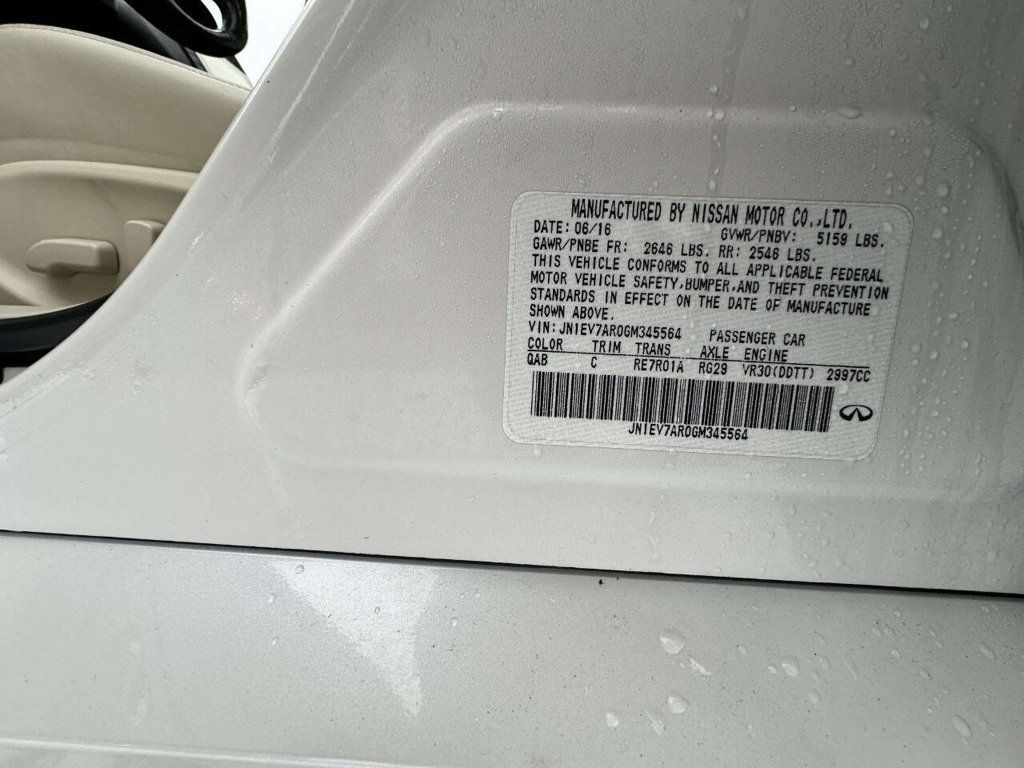 MANUFACTURED BY NISSAN MOTOR CO.,LTD.
DATE: 06/16 GVWR/PNBV: 5159 LBS.
GAWR/PNBE FR: 2646 LBS. RR: 2546 LBS.
THIS VEHICLE CONFORMS TO ALL APPLICABLE FEDERAL
MOTOR VEHICLE SAFETY,BUMPER,AND THEFT PREVENTION
STANDARDS IN EFFECT ON THE DATE OF MANUFACTURE
SHOWN ABOVE.
VIN:JN1EV7AR0GM345564 PASSENGER CAR
COLOR TRIM TRANS AXLE ENGINE
QAB C RE7R01A RG29 VR30(DDTT) 2997CC
JN1EV7AR0GM345564